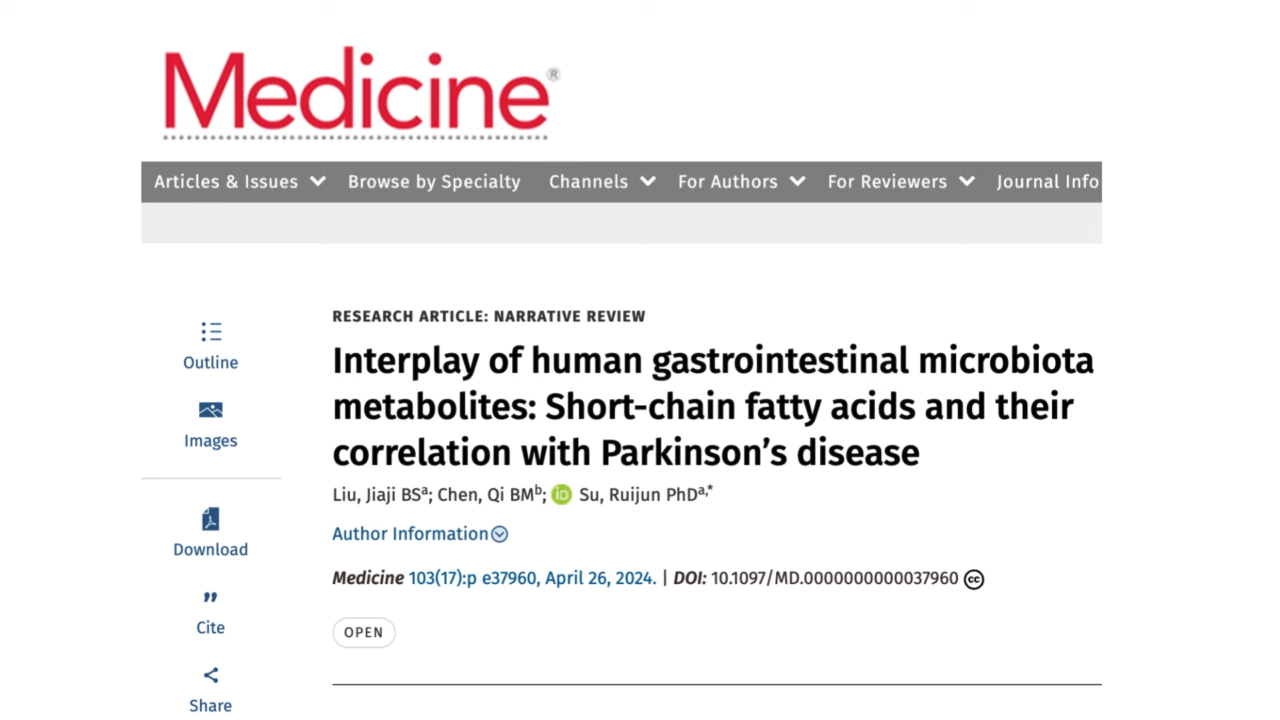 Medicine®
Articles & Issues Browse by Specialty Channels For Authors For Reviewers Journal Info
Outline
Images
Download
Cite
Share
RESEARCH ARTICLE: NARRATIVE REVIEW
Interplay of human gastrointestinal microbiota
metabolites: Short-chain fatty acids and their
correlation with Parkinson’s disease
Liu, Jiaji BSa; Chen, Qi BMb; iD Su, Ruijun PhDa,*
Author Information
Medicine 103(17):p e37960, April 26, 2024. | DOI: 10.1097/MD.0000000000037960 cc
OPEN